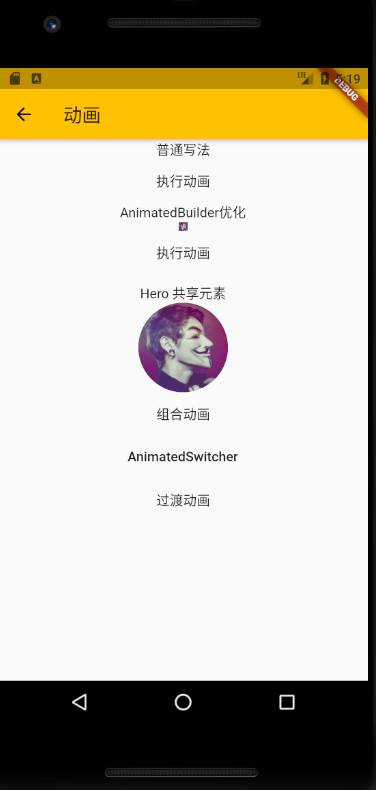 LTE
5:19
DEBUG
动画
普通写法
执行动画
AnimatedBuilder优化
执行动画
Hero 共享元素
组合动画
AnimatedSwitcher
过渡动画